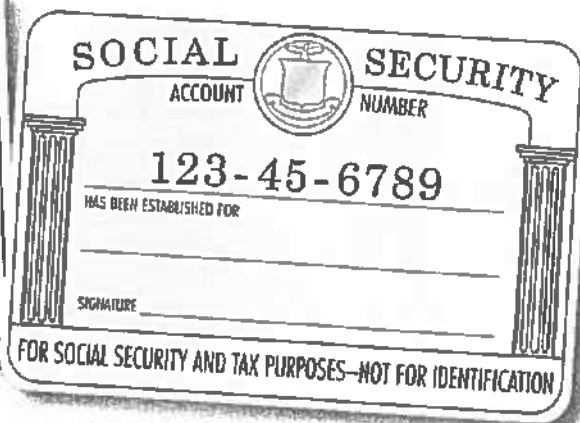 SOCIAL SECURITY
ACCOUNT NUMBER
123-45-6789
HAS BEEN ESTABLISHED FOR
SIGNATURE
FOR SOCIAL SECURITY AND TAX PURPOSES—NOT FOR IDENTIFICATION